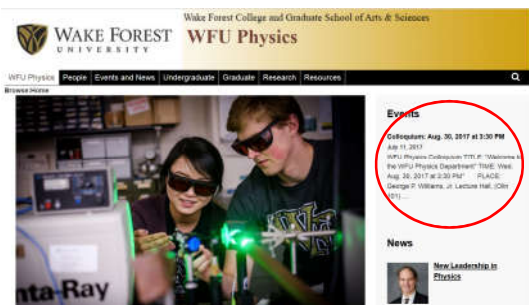 Wake Forest College and Graduate School of Arts & Sciences
WAKE FOREST
UNIVERSITY
WFU Physics
WFU Physics People Events and News Undergraduate Graduate Research Resources
Browse: Home
Events
Colloquium: Aug. 30, 2017 at 3:30 PM
July 11, 2017
WFU Physics Colloquium TITLE: "Welcome to
the WFU Physics Department" TIME: Wed.
Aug. 30, 2017 at 3:30 PM" PLACE:
George P. Williams, Jr. Lecture Hall, (Olin
101) ...
News
New Leadership in
Physics
nta-Ray